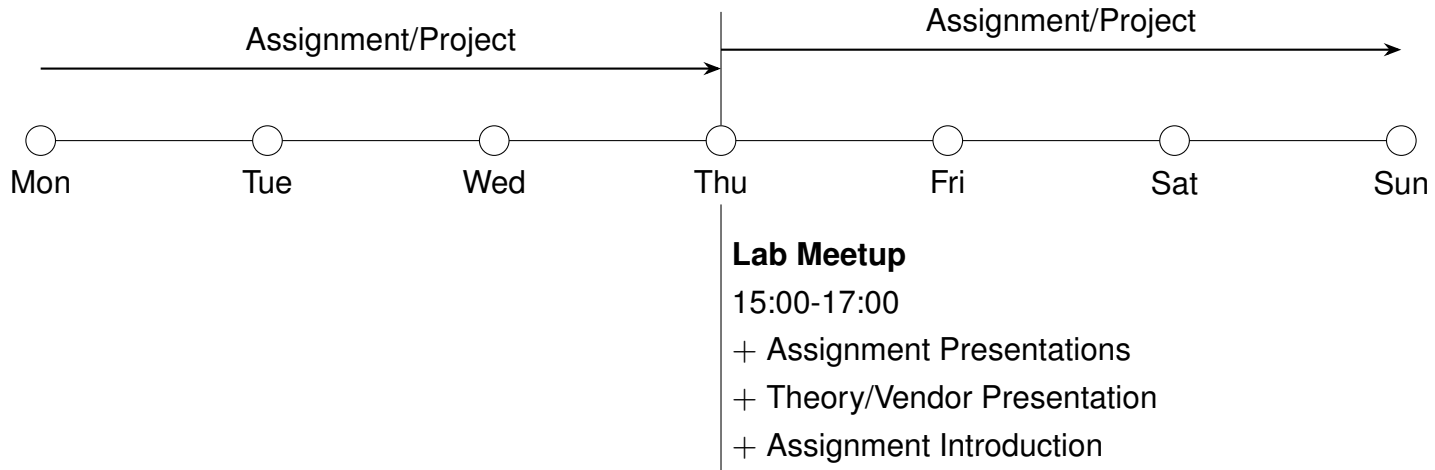 Assignment/Project
Assignment/Project
Mon Tue Wed Thu Fri Sat Sun
Lab Meetup
15:00-17:00
+ Assignment Presentations
+ Theory/Vendor Presentation
+ Assignment Introduction